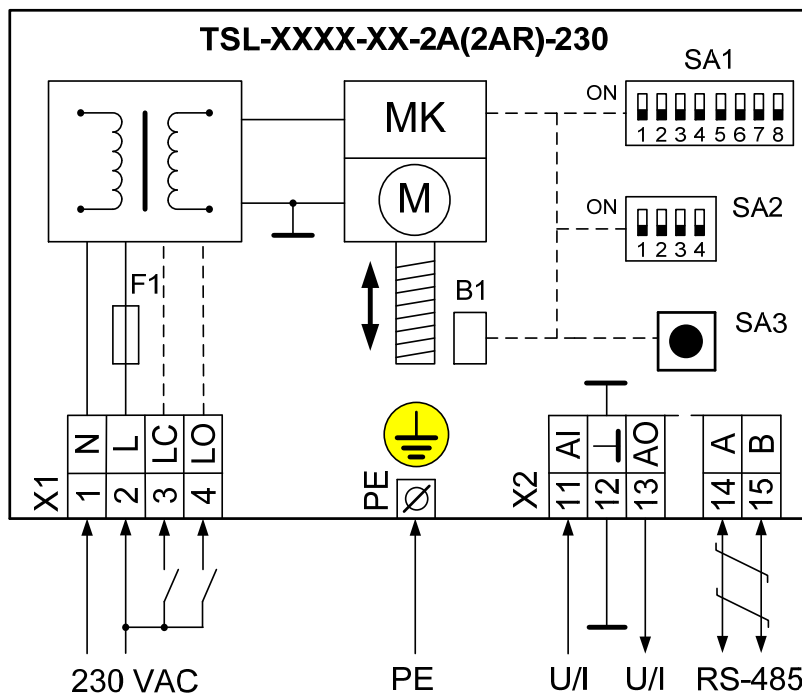 TSL-XXXX-XX-2A(2AR)-230
SA1
ON
1 2 3 4 5 6 7 8
MK
M
SA2
ON
1 2 3 4
F1
B1
SA3
X1
N L LC LO
1 2 3 4
PE
X2
AI AO A B
11 12 13 14 15
230 VAC
PE
U/I
U/I
RS-485